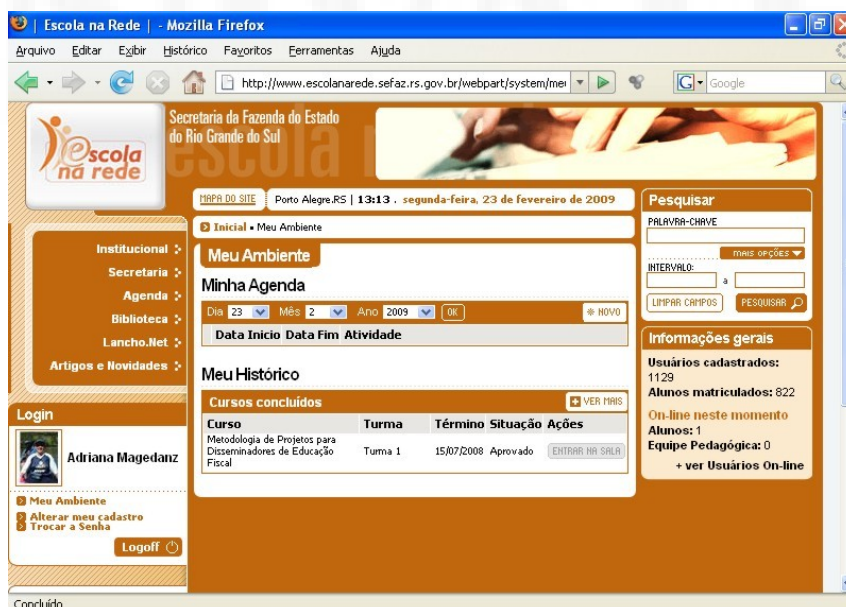 | Escola na Rede | - Mozilla Firefox
Arquivo Editar Exibir Histórico Favoritos Ferramentas Ajuda
http://www.escolanarede.sefaz.rs.gov.br/webpart/system/mei
G Google
escola na rede
Secretaria da Fazenda do Estado
do Rio Grande do Sul
MAPA DO SITE Porto Alegre.RS | 13:13 . segunda-feira, 23 de fevereiro de 2009
Inicial Meu Ambiente
Institucional
Secretaria
Agenda
Biblioteca
Lancho.Net
Artigos e Novidades
Login
Adriana Magedanz
Meu Ambiente
Alterar meu cadastro
Trocar a Senha
Logoff
Meu Ambiente
Minha Agenda
Dia 23 Mês 2 Ano 2009 OK NOVO
Data Inicio Data Fim Atividade
Meu Histórico
Cursos concluídos VER MAIS
Curso Turma Término Situação Ações
Metodologia de Projetos para
Disseminadores de Educação
Fiscal
Turma 1 15/07/2008 Aprovado ENTRAR NA SALA
Pesquisar
PALAVRA-CHAVE
MAIS OPÇÕES
INTERVALO:
a
LIMPAR CAMPOS PESQUISAR
Informações gerais
Usuários cadastrados:
1129
Alunos matriculados: 822
On-line neste momento
Alunos: 1
Equipe Pedagógica: 0
+ ver Usuários On-line
Concluído